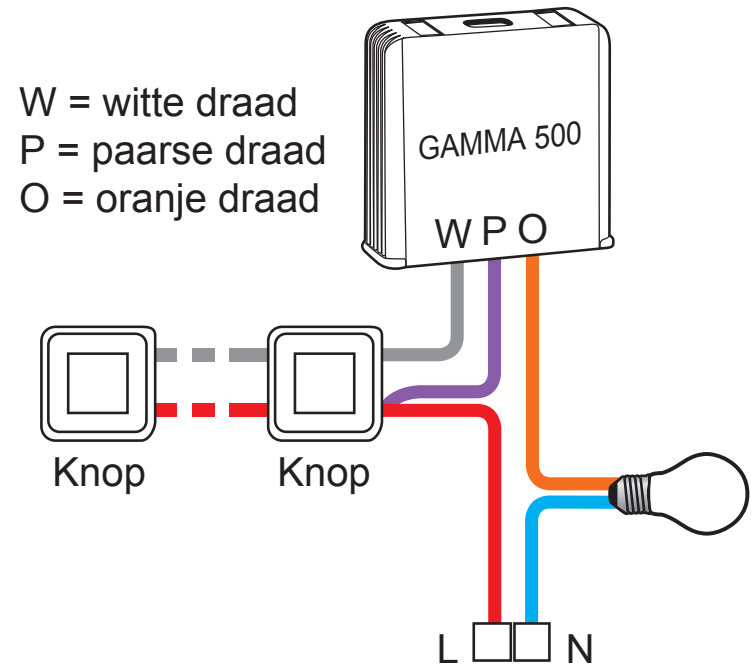 W = witte draad
P = paarse draad
O = oranje draad
GAMMA 500
W P O
Knop
Knop
L
N